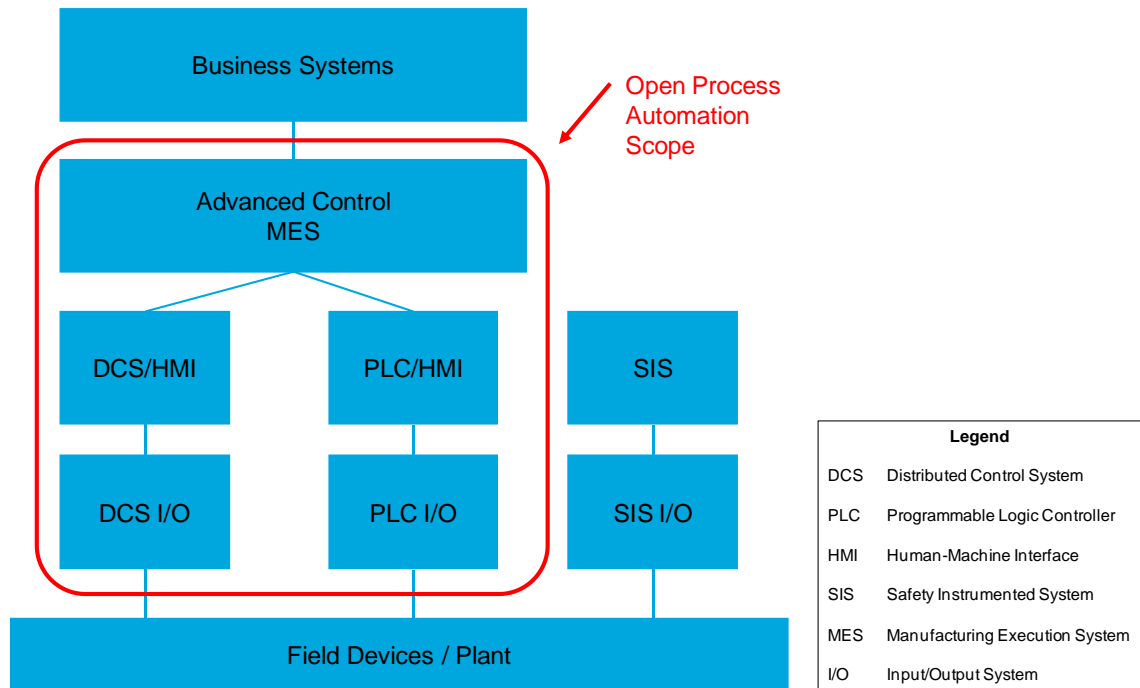 Business Systems
Open Process
Automation
Scope
Advanced Control
MES
DCS/HMI
PLC/HMI
SIS
DCS I/O
PLC I/O
SIS I/O
Field Devices / Plant
Legend
DCS Distributed Control System
PLC Programmable Logic Controller
HMI Human-Machine Interface
SIS Safety Instrumented System
MES Manufacturing Execution System
I/O Input/Output System